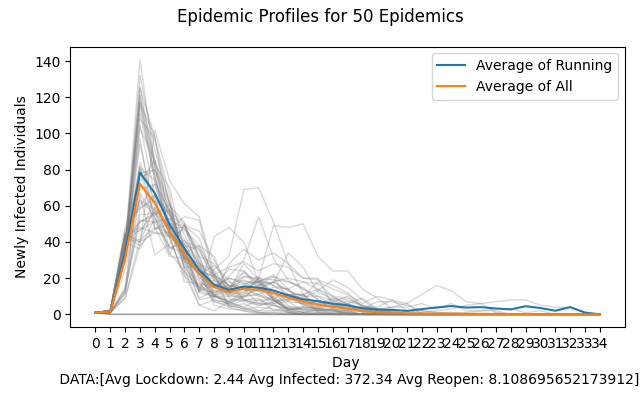 Epidemic Profiles for 50 Epidemics
140
120
100
80
60
40
20
0
Newly Infected Individuals
Average of Running
Average of All
0 1 2 3 4 5 6 7 8 9 10 11 12 13 14 15 16 17 18 19 20 21 22 23 24 25 26 27 28 29 30 31 32 33 34
Day
DATA:[Avg Lockdown: 2.44 Avg Infected: 372.34 Avg Reopen: 8.108695652173912]